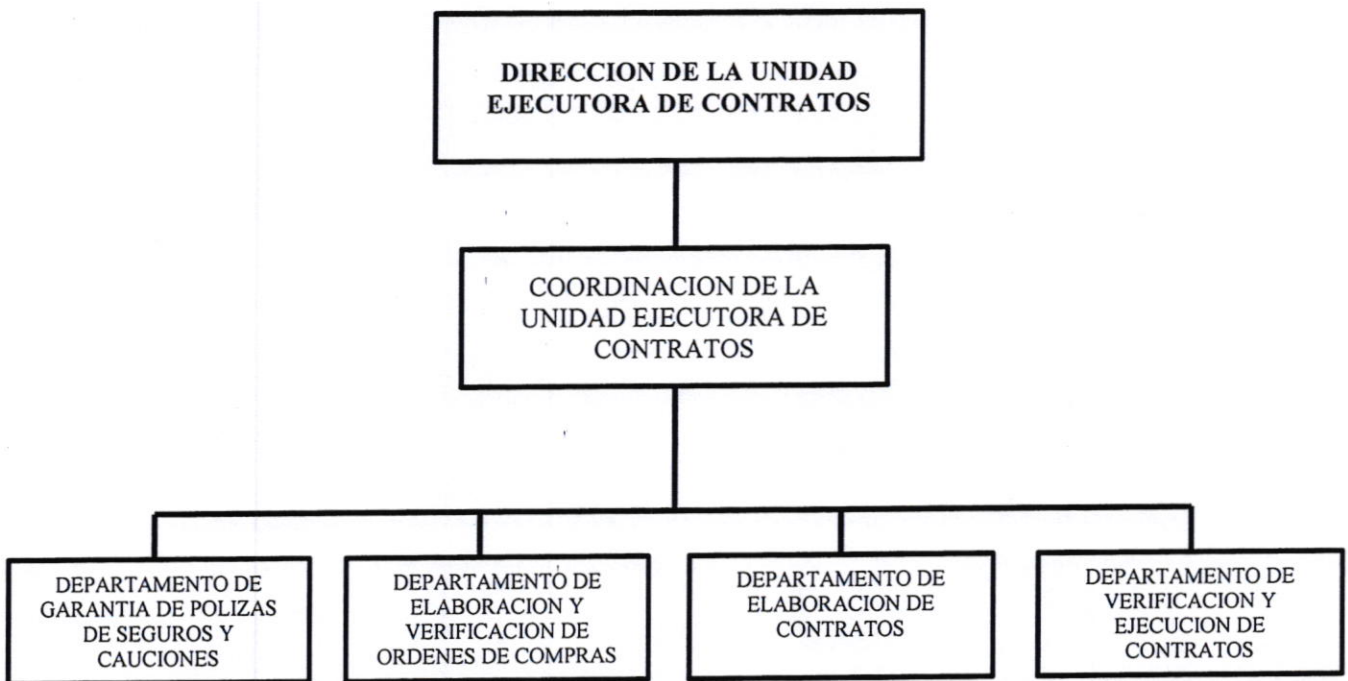 DIRECCION DE LA UNIDAD
EJECUTORA DE CONTRATOS
COORDINACION DE LA
UNIDAD EJECUTORA DE
CONTRATOS
DEPARTAMENTO DE
GARANTIA DE POLIZAS
DE SEGUROS Y
CAUCIONES
DEPARTAMENTO DE
ELABORACION Y
VERIFICACION DE
ORDENES DE COMPRAS
DEPARTAMENTO DE
ELABORACION DE
CONTRATOS
DEPARTAMENTO DE
VERIFICACION Y
EJECUCION DE
CONTRATOS